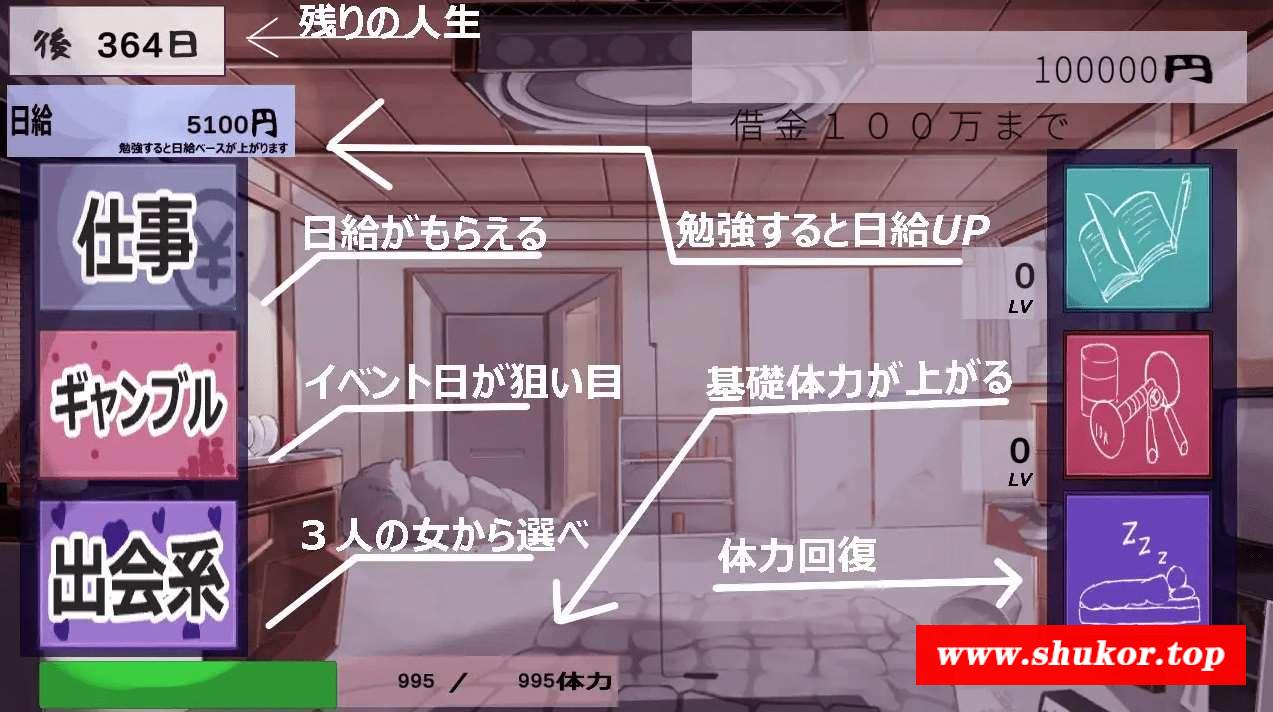 後 364日
残りの人生
100000円
日給
5100円
勉強すると日給ベースが上がります
借金１００万まで
仕事
日給がもらえる
勉強すると日給UP
0
LV
ギャンブル
イベント日が狙い目
基礎体力が上がる
0
LV
出会系
３人の女から選べ
体力回復
Z Z Z
995 / 995体力
www.shukor.top